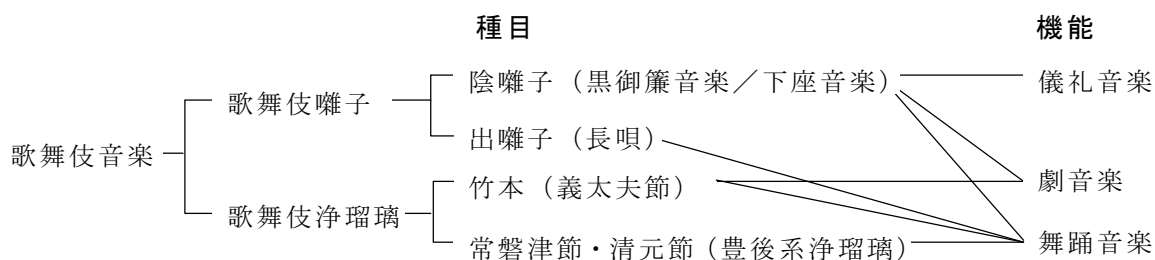 種目 機能
陰囃子(黒御簾音楽／下座音楽) 儀礼音楽
歌舞伎囃子
出囃子(長唄)
歌舞伎音楽
竹本(義太夫節) 劇音楽
歌舞伎浄瑠璃
常磐津節・清元節(豊後系浄瑠璃) 舞踊音楽